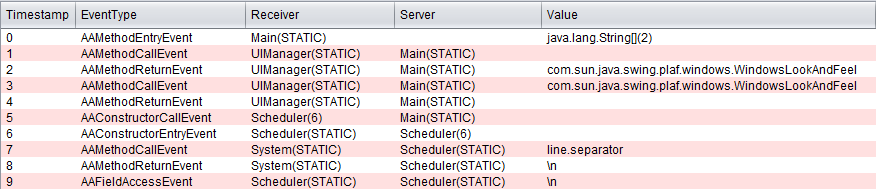 Timestamp EventType Receiver Server Value
0 AAMethodEntryEvent Main(STATIC) java.lang.String[](2)
1 AAMethodCallEvent UIManager(STATIC) Main(STATIC)
2 AAMethodReturnEvent UIManager(STATIC) Main(STATIC) com.sun.java.swing.plaf.windows.WindowsLookAndFeel
3 AAMethodCallEvent UIManager(STATIC) Main(STATIC) com.sun.java.swing.plaf.windows.WindowsLookAndFeel
4 AAMethodReturnEvent UIManager(STATIC) Main(STATIC)
5 AAConstructorCallEvent Scheduler(6) Main(STATIC)
6 AAConstructorEntryEvent Scheduler(STATIC) Scheduler(6)
7 AAMethodCallEvent System(STATIC) Scheduler(STATIC) line.separator
8 AAMethodReturnEvent System(STATIC) Scheduler(STATIC) \n
9 AAFieldAccessEvent Scheduler(STATIC) Scheduler(STATIC) \n